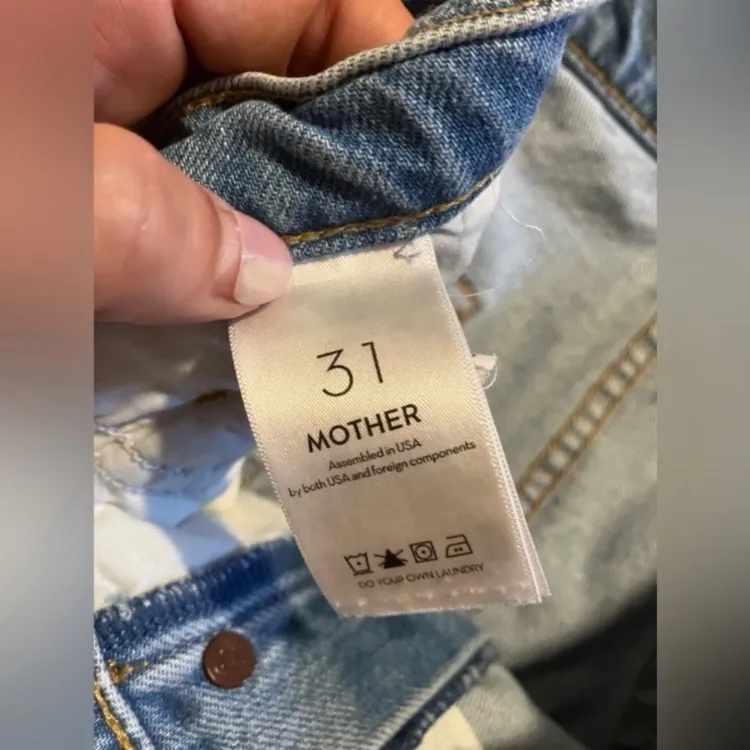 31
MOTHER
Assembled in USA
by both USA and foreign components
DO YOUR OWN LAUNDRY